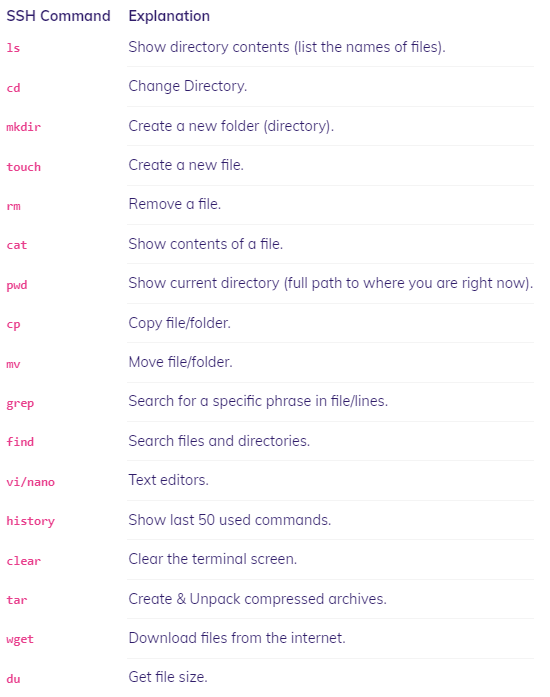 SSH Command Explanation
ls Show directory contents (list the names of files).
cd Change Directory.
mkdir Create a new folder (directory).
touch Create a new file.
rm Remove a file.
cat Show contents of a file.
pwd Show current directory (full path to where you are right now).
cp Copy file/folder.
mv Move file/folder.
grep Search for a specific phrase in file/lines.
find Search files and directories.
vi/nano Text editors.
history Show last 50 used commands.
clear Clear the terminal screen.
tar Create & Unpack compressed archives.
wget Download files from the internet.
du Get file size.